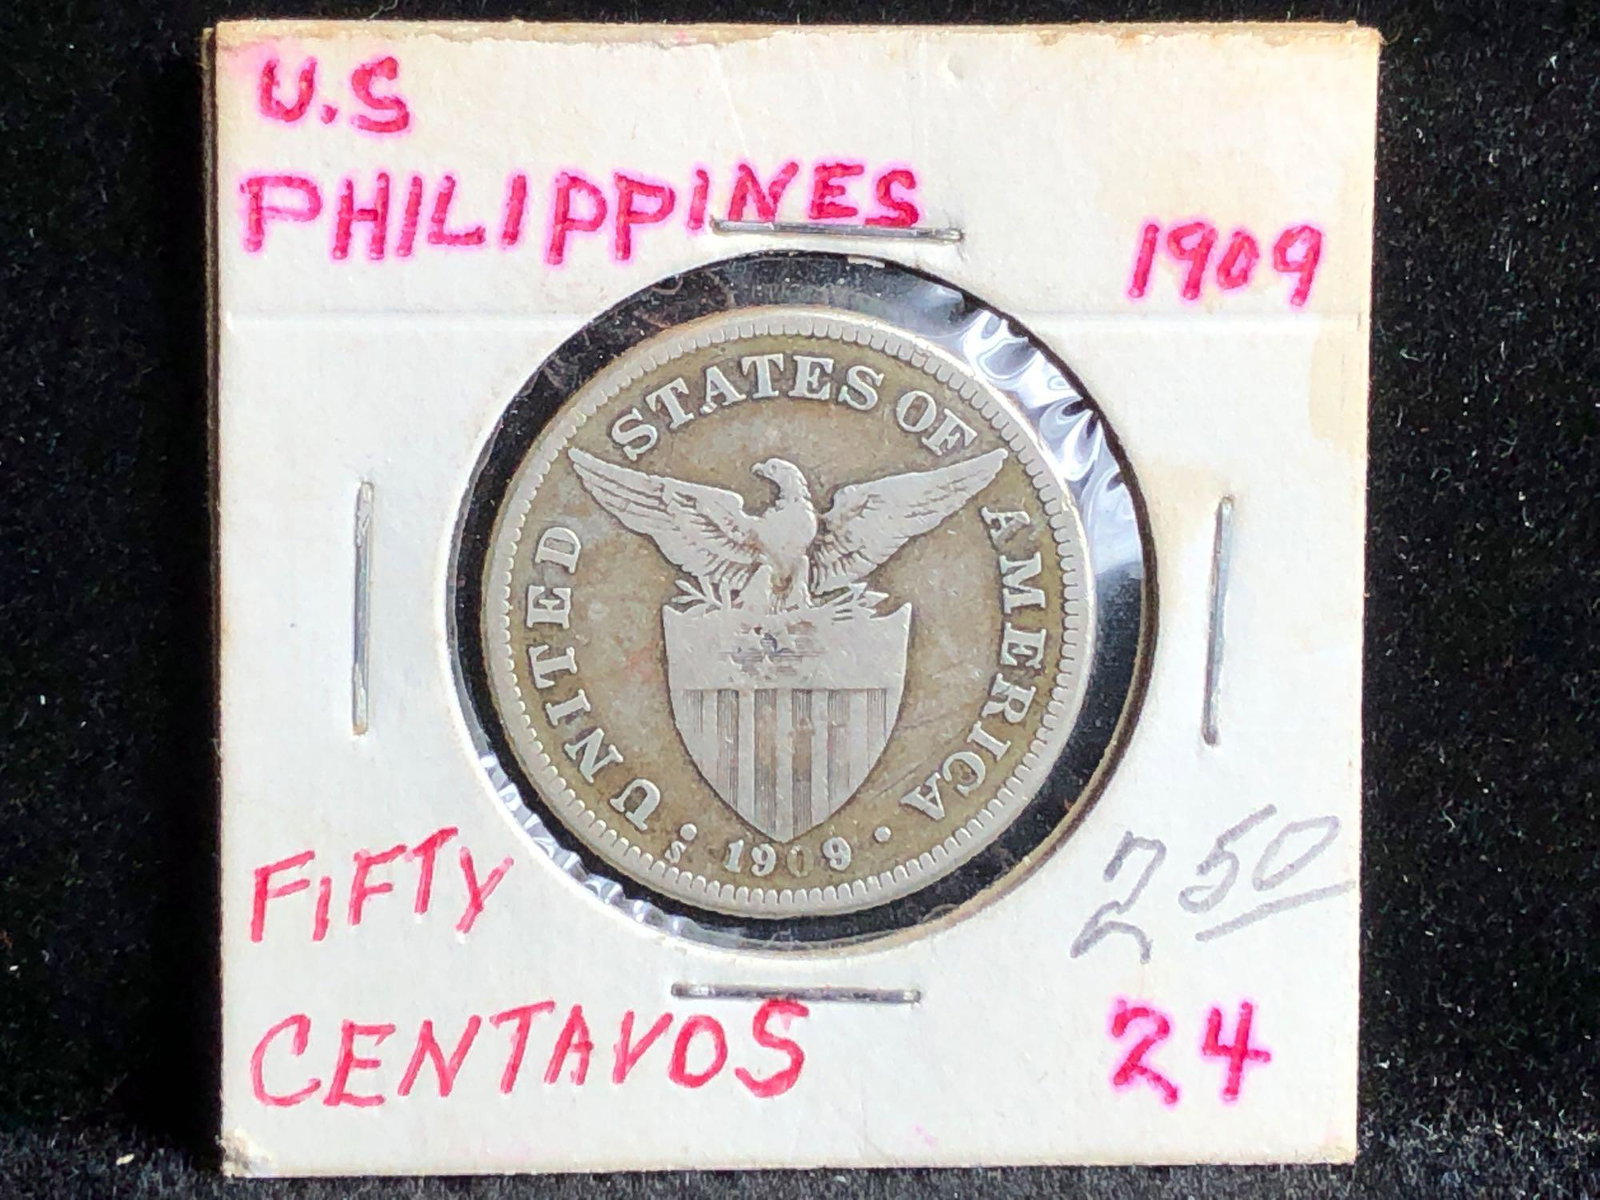 U.S
PHILIPPINES
1909
UNITED STATES OF AMERICA
S · 1909 ·
FIFTY
2 50
CENTAVOS
24